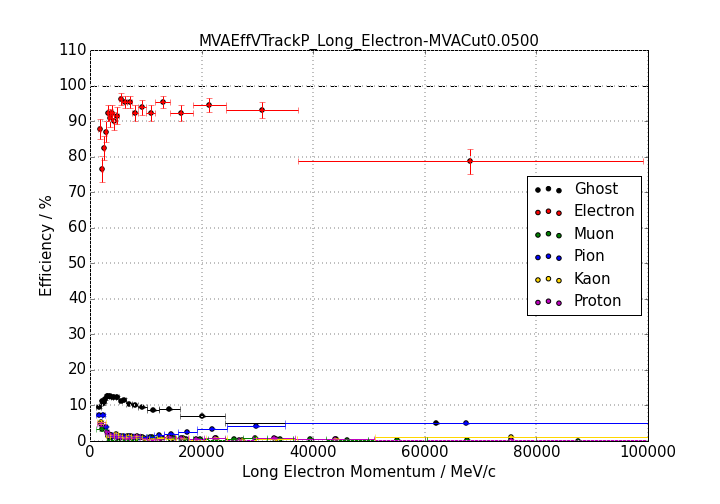 MVAEffVTrackP_Long_Electron-MVACut0.0500
110
100
90
80
70
60
50
40
30
20
10
0
Efficiency / %
Ghost
Electron
Muon
Pion
Kaon
Proton
0 20000 40000 60000 80000 100000
Long Electron Momentum / MeV/c